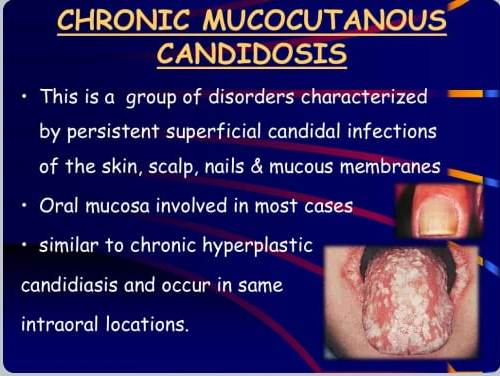 CHRONIC MUCOCUTANOUS
CANDIDOSIS
• This is a group of disorders characterized
by persistent superficial candidal infections
of the skin, scalp, nails & mucous membranes
• Oral mucosa involved in most cases
• similar to chronic hyperplastic
candidiasis and occur in same
intraoral locations.